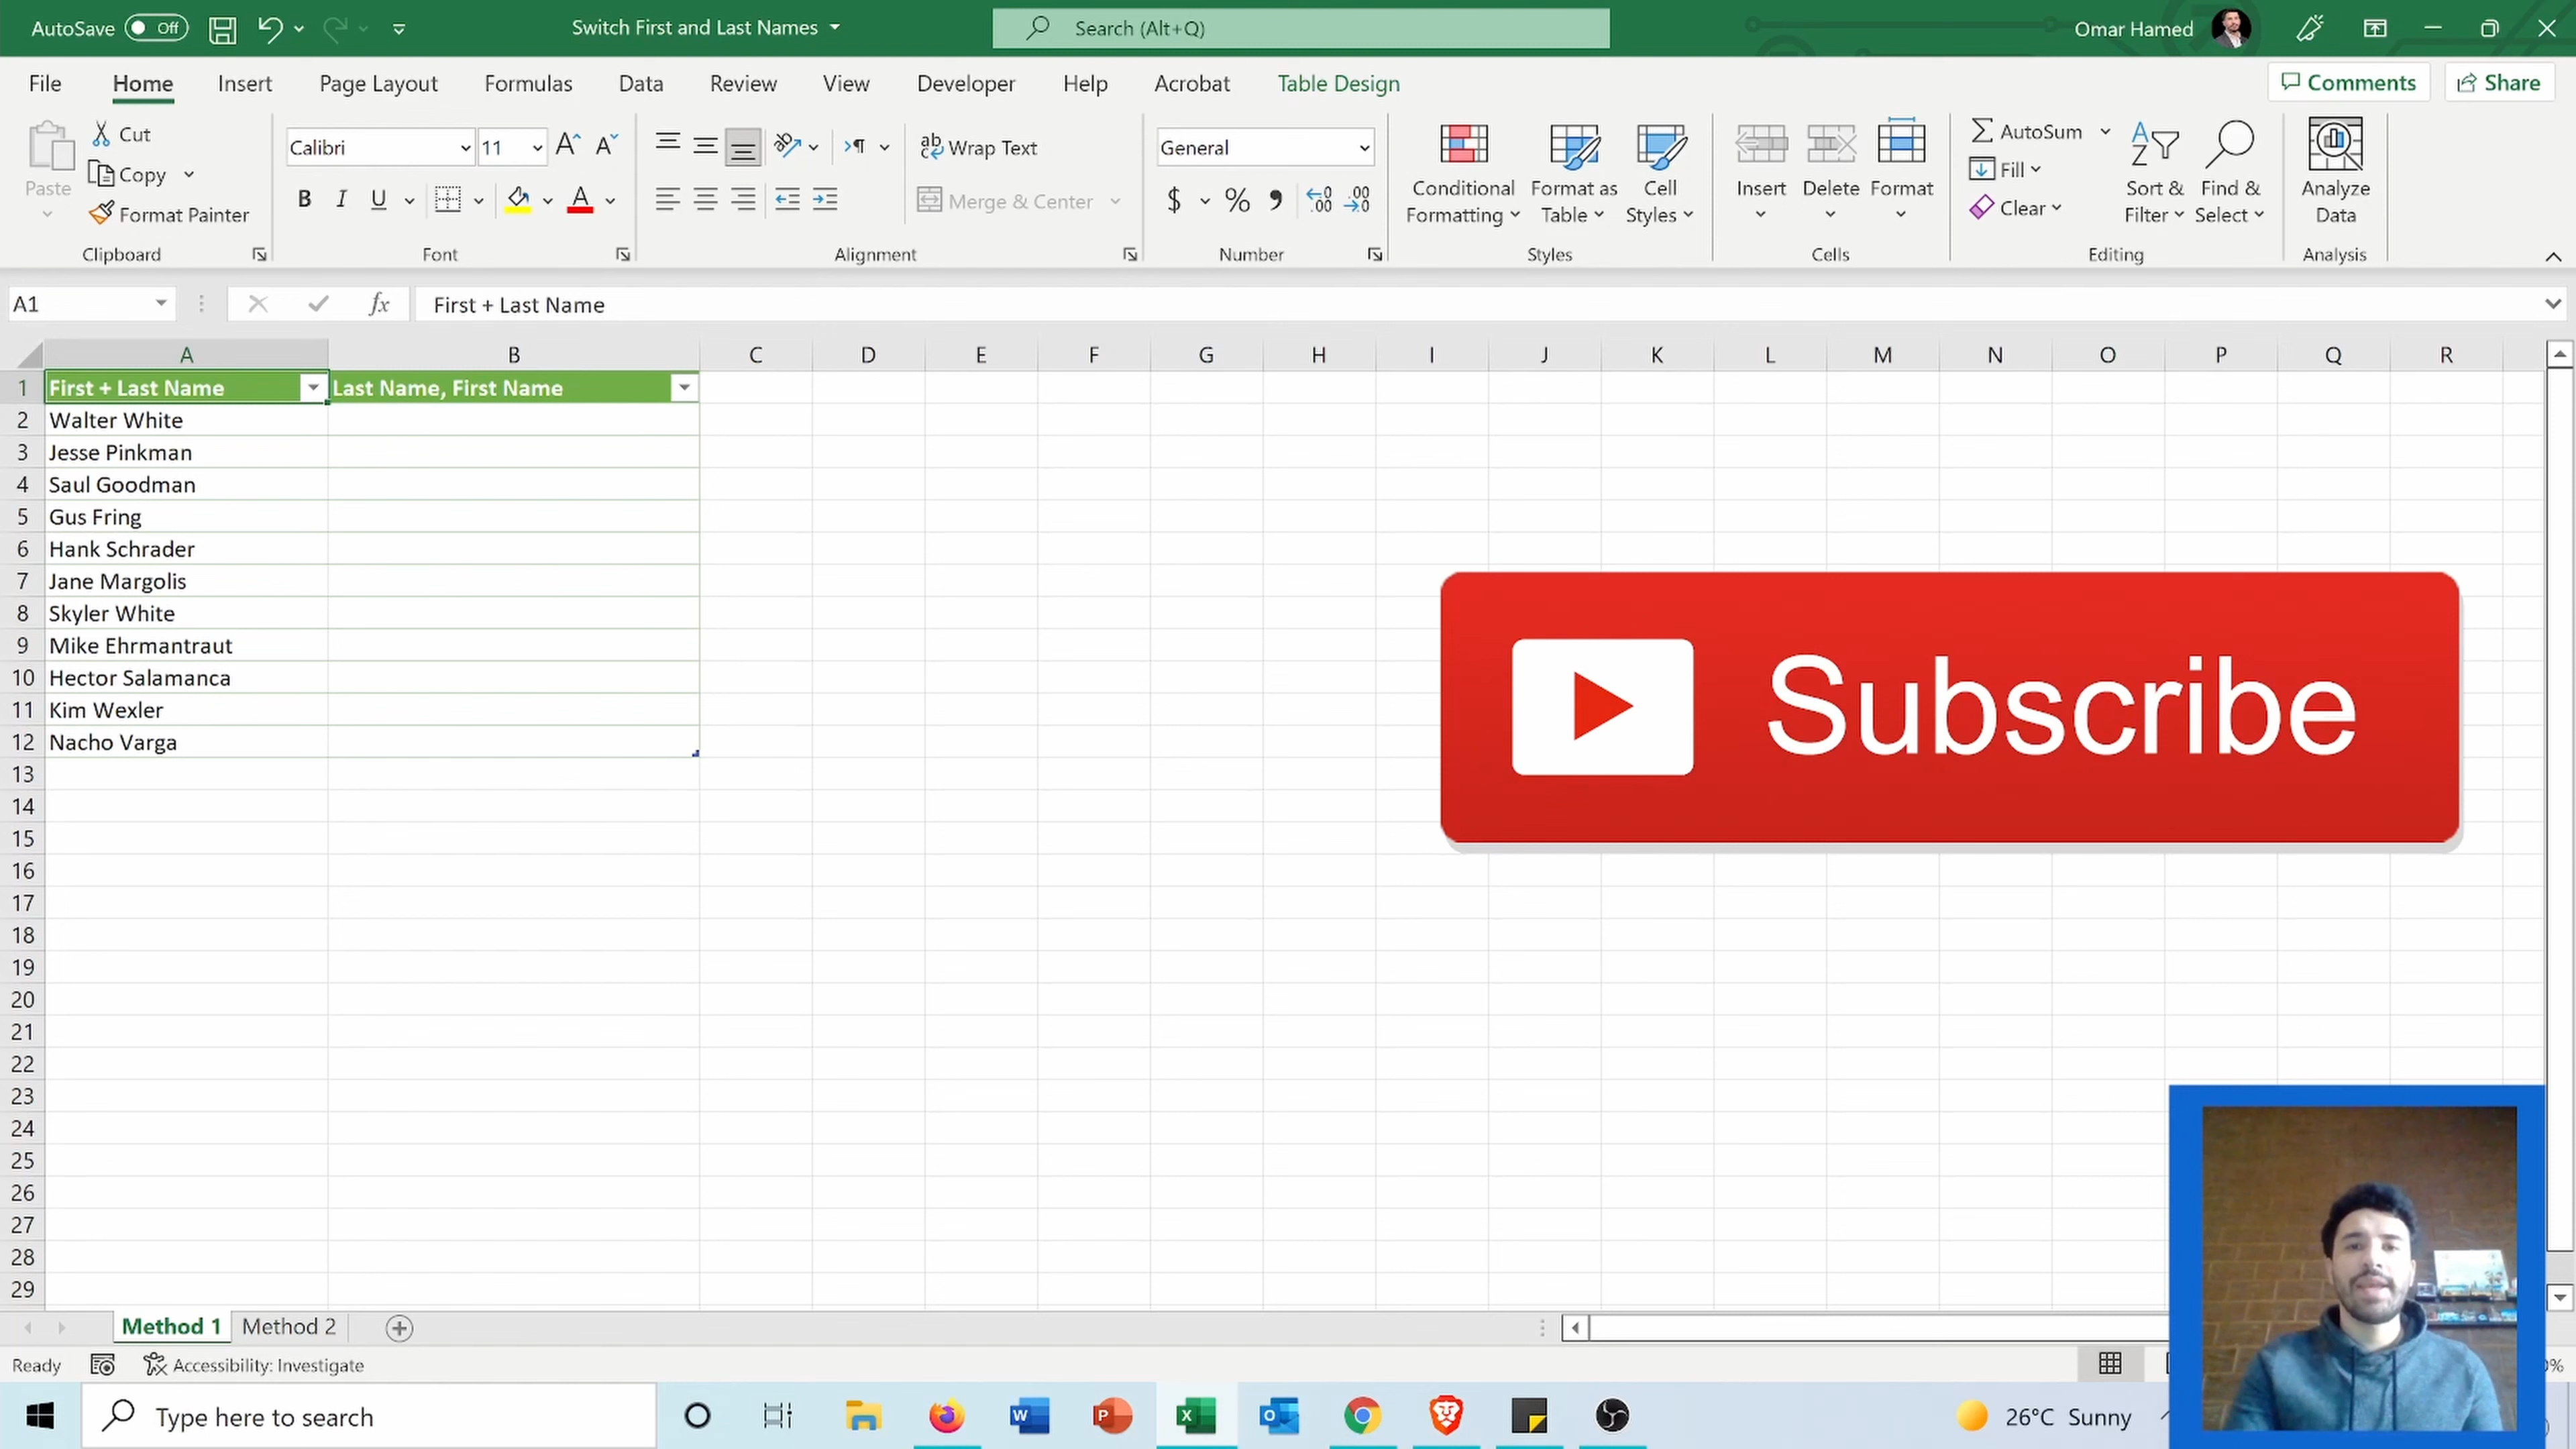 AutoSave Off Switch First and Last Names Search (Alt+Q) Omar Hamed
File Home Insert Page Layout Formulas Data Review View Developer Help Acrobat Table Design Comments Share
Paste
Cut
Copy
Format Painter
Clipboard
Calibri 11
B I U A
Font
Wrap Text
Merge & Center
Alignment
General
$ % ,
Number
Conditional Formatting
Format as Table
Cell Styles
Styles
Insert Delete Format
Cells
AutoSum
Fill
Clear
Sort & Filter
Find & Select
Editing
Analyze Data
Analysis
A1 fx First + Last Name
A B C D E F G H I J K L M N O P Q R
1 First + Last Name Last Name, First Name
2 Walter White
3 Jesse Pinkman
4 Saul Goodman
5 Gus Fring
6 Hank Schrader
7 Jane Margolis
8 Skyler White
9 Mike Ehrmantraut
10 Hector Salamanca
11 Kim Wexler
12 Nacho Varga
13
14
15
16
17
18
19
20
21
22
23
24
25
26
27
28
29
Subscribe
Method 1 Method 2
Ready Accessibility: Investigate
Type here to search 26°C Sunny